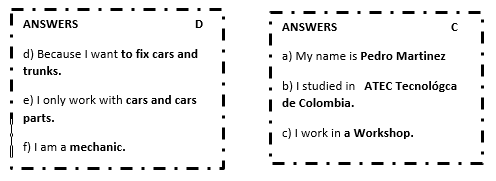 ANSWERS D
d) Because I want to fix cars and
trunks.
e) I only work with cars and cars
parts.
f) I am a mechanic.
ANSWERS C
a) My name is Pedro Martinez
b) I studied in ATEC Tecnológca
de Colombia.
c) I work in a Workshop.